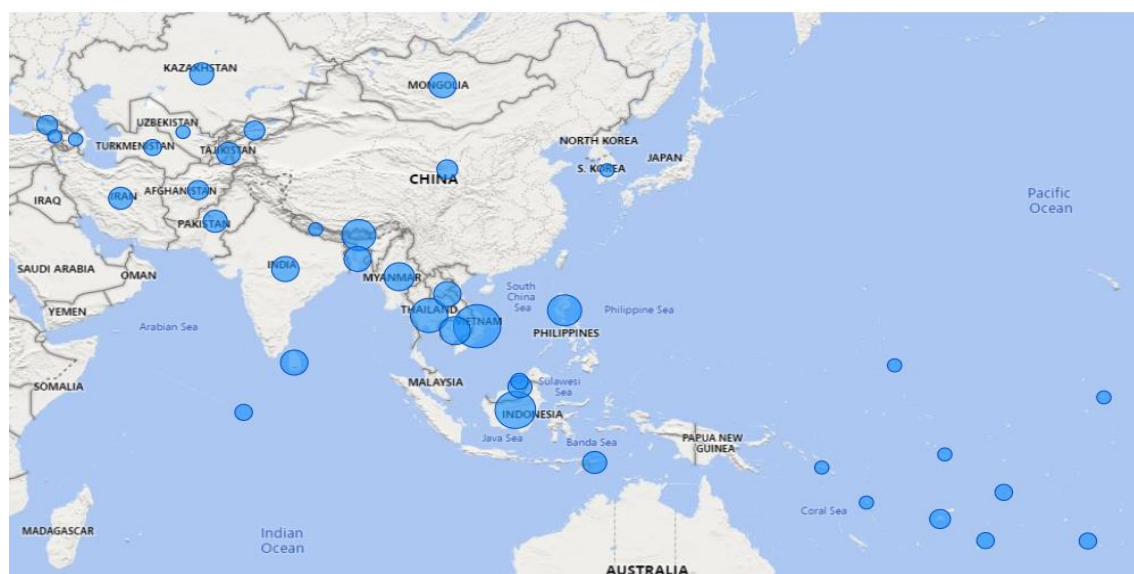 KAZAKHSTAN
MONGOLIA
UZBEKISTAN
TURKMENISTAN
TAJIKISTAN
NORTH KOREA
S. KOREA
JAPAN
CHINA
AFGHANISTAN
IRAN
IRAQ
Pacific
Ocean
PAKISTAN
SAUDI ARABIA
OMAN
INDIA
MYANMAR
South
China
Sea
YEMEN
THAILAND
Philippine Sea
VIETNAM
Arabian Sea
PHILIPPINES
SOMALIA
MALAYSIA
Sulawesi
Sea
INDONESIA
Java Sea
Banda Sea
PAPUA NEW
GUINEA
Coral Sea
MADAGASCAR
Indian
Ocean
AUSTRALIA